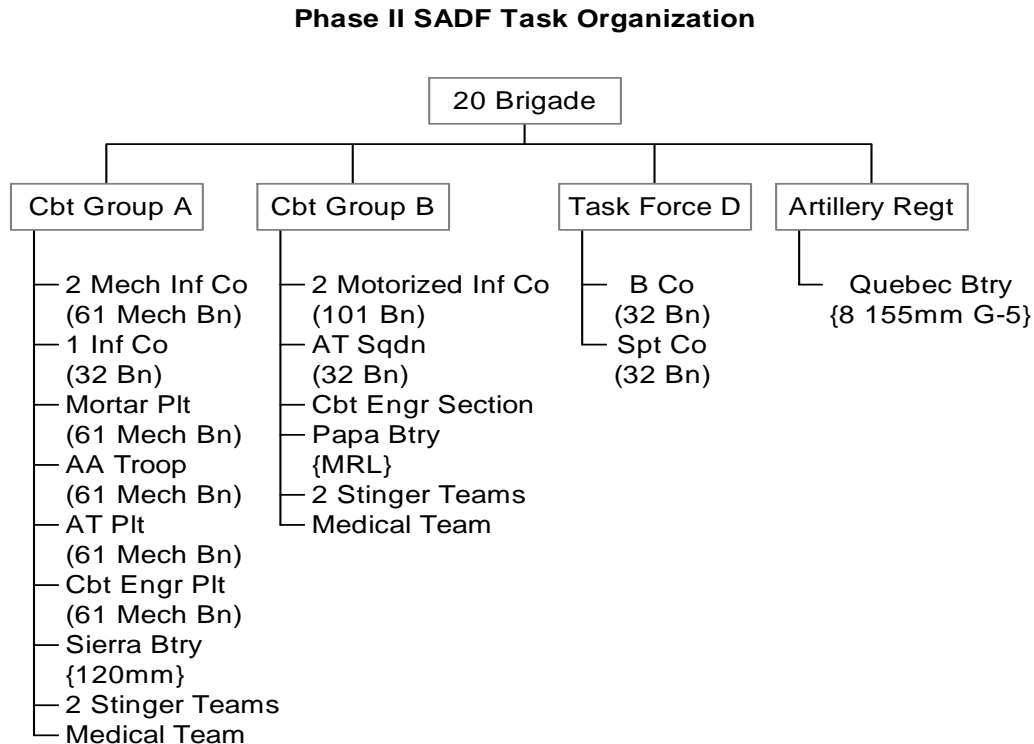 Phase II SADF Task Organization
20 Brigade
Cbt Group A
2 Mech Inf Co
(61 Mech Bn)
1 Inf Co
(32 Bn)
Mortar Plt
(61 Mech Bn)
AA Troop
(61 Mech Bn)
AT Plt
(61 Mech Bn)
Cbt Engr Plt
(61 Mech Bn)
Sierra Btry
{120mm}
2 Stinger Teams
Medical Team
Cbt Group B
2 Motorized Inf Co
(101 Bn)
AT Sqdn
(32 Bn)
Cbt Engr Section
Papa Btry
{MRL}
2 Stinger Teams
Medical Team
Task Force D
B Co
(32 Bn)
Spt Co
(32 Bn)
Artillery Regt
Quebec Btry
{8 155mm G-5}